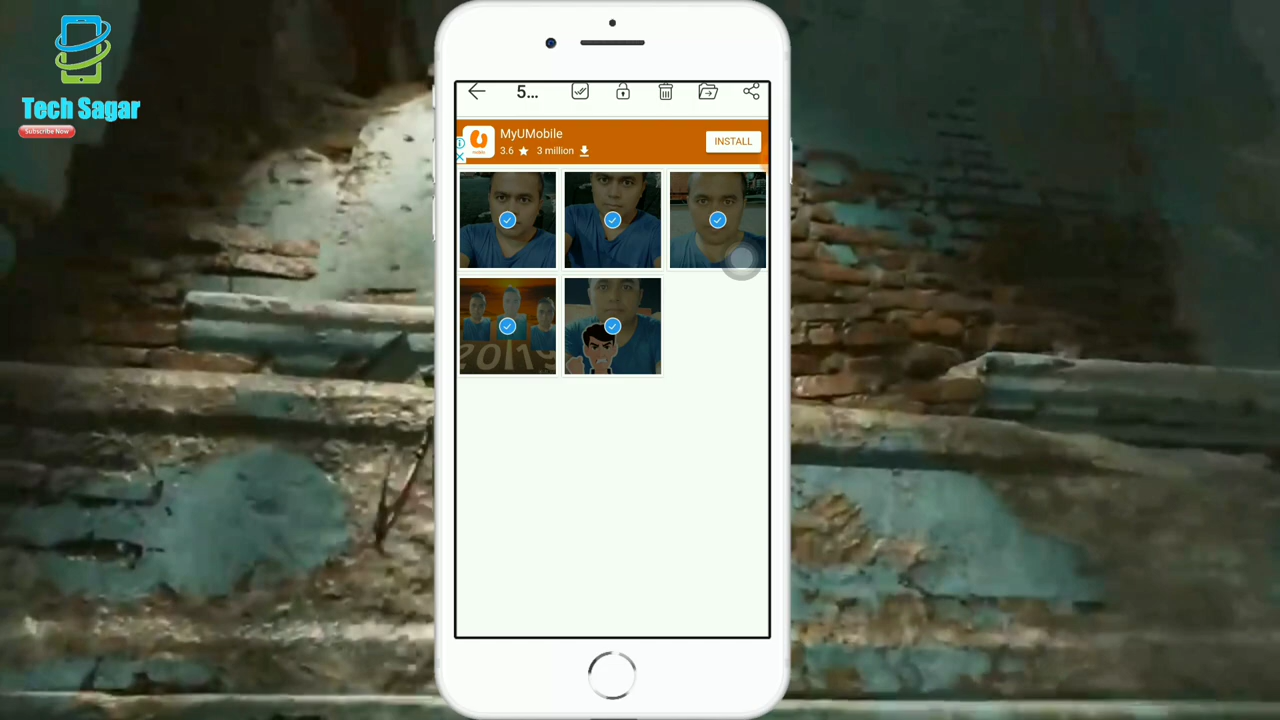 Tech Sagar
Subscribe Now
5...
MyUMobile
3.6 3 million
INSTALL